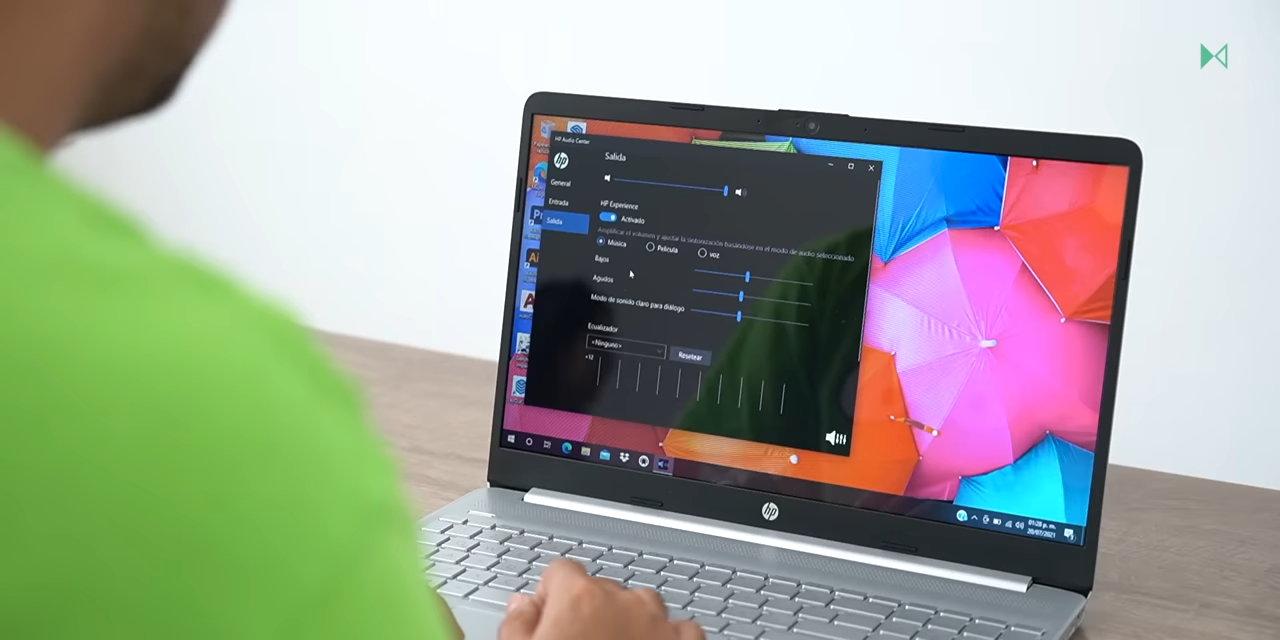 HP Audio Center
hp
Salida
General
Entrada
Salida
HP Experience
Activado
Amplificar el volumen y ajustar la sintonización basándose en el modo de audio seleccionado
Música
Película
voz
Bajos
Agudos
Modo de sonido claro para diálogo
Ecualizador
<Ninguno>
Resetear
+12
01:28 p. m.
20/07/2021
hp